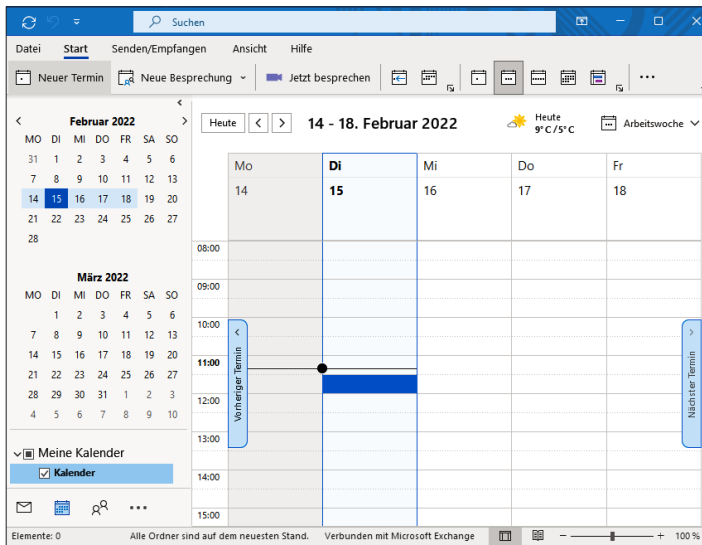 Suchen
Datei Start Senden/Empfangen Ansicht Hilfe
Neuer Termin Neue Besprechung Jetzt besprechen
Februar 2022
MO DI MI DO FR SA SO
31 1 2 3 4 5 6
7 8 9 10 11 12 13
14 15 16 17 18 19 20
21 22 23 24 25 26 27
28
März 2022
MO DI MI DO FR SA SO
1 2 3 4 5 6
7 8 9 10 11 12 13
14 15 16 17 18 19 20
21 22 23 24 25 26 27
28 29 30 31 1 2 3
4 5 6 7 8 9 10
Meine Kalender
Kalender
Heute 14 - 18. Februar 2022
Heute
9°C/5°C
Arbeitswoche
Mo Di Mi Do Fr
14 15 16 17 18
08:00
09:00
10:00
11:00
12:00
13:00
14:00
15:00
Vorheriger Termin
Nächster Termin
Elemente: 0 Alle Ordner sind auf dem neuesten Stand. Verbunden mit Microsoft Exchange 100 %